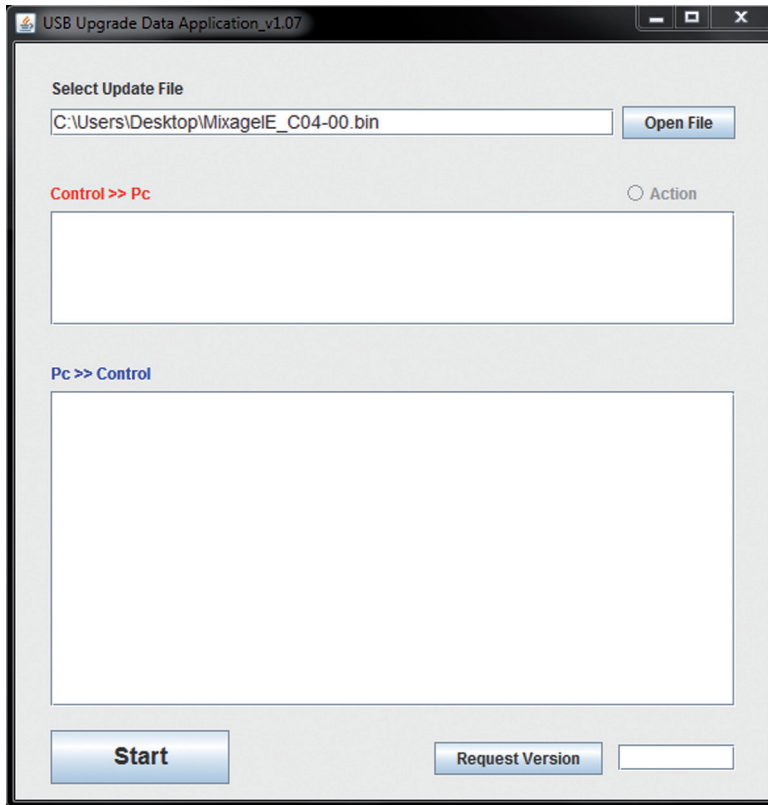 USB Upgrade Data Application_v1.07
Select Update File
C:\Users\Desktop\MixageIE_C04-00.bin
Open File
Control >> Pc
Action
Pc >> Control
Start
Request Version